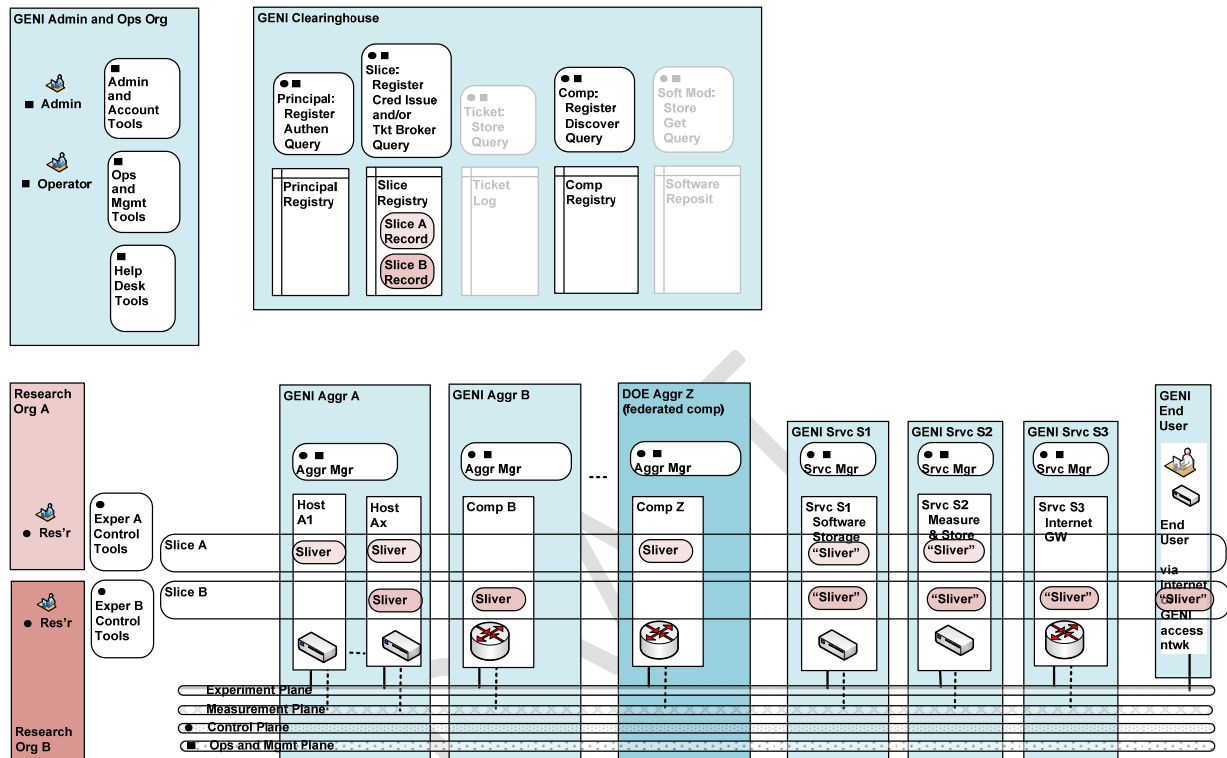 GENI Admin and Ops Org
Admin
Admin
and
Account
Tools
Operator
Ops
and
Mgmt
Tools
Help
Desk
Tools
GENI Clearinghouse
Principal:
Register
Authen
Query
Slice:
Register
Cred Issue
and/or
Tkt Broker
Query
Ticket:
Store
Query
Comp:
Register
Discover
Query
Soft Mod:
Store
Get
Query
Principal
Registry
Slice
Registry
Slice A
Record
Slice B
Record
Ticket
Log
Comp
Registry
Software
Reposit
Research
Org A
Res'r
Exper A
Control
Tools
Research
Org B
Res'r
Exper B
Control
Tools
Slice A
Slice B
GENI Aggr A
Aggr Mgr
Host
A1
Sliver
Host
Ax
Sliver
Sliver
GENI Aggr B
Aggr Mgr
Comp B
Sliver
DOE Aggr Z
(federated comp)
Aggr Mgr
Comp Z
Sliver
GENI Srvc S1
Srvc Mgr
Srvc S1
Software
Storage
“Sliver”
“Sliver”
GENI Srvc S2
Srvc Mgr
Srvc S2
Measure
& Store
“Sliver”
“Sliver”
GENI Srvc S3
Srvc Mgr
Srvc S3
Internet
GW
“Sliver”
GENI
End
User
End
User
via
Internet
“Sliver”
GENI
access
ntwk
Experiment Plane
Measurement Plane
Control Plane
Ops and Mgmt Plane